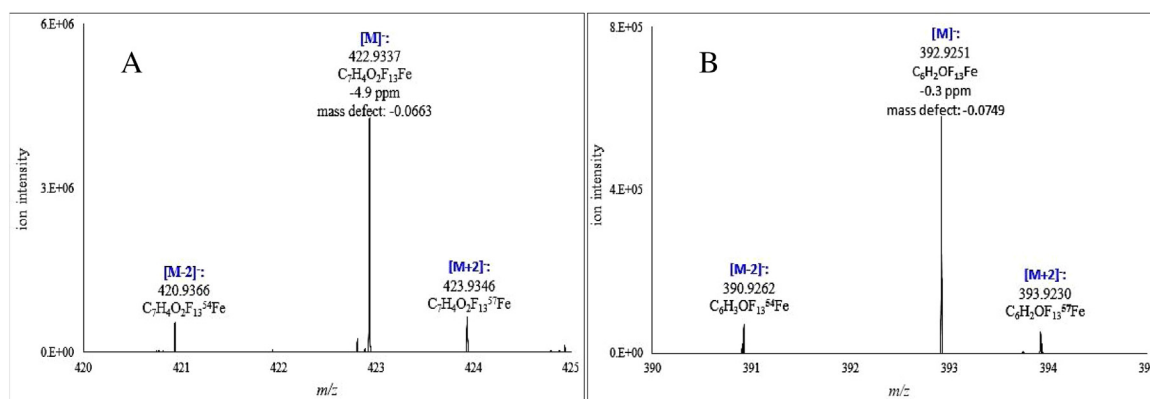 A
6.E+06
3.E+06
0.E+00
ion intensity
[M]⁻:
422.9337
C₇H₄O₂F₁₃Fe
-4.9 ppm
mass defect: -0.0663
[M-2]⁻:
420.9366
C₇H₄O₂F₁₃⁵⁴Fe
[M+2]⁻:
423.9346
C₇H₄O₂F₁₃⁵⁷Fe
420 421 422 423 424 425
m/z
B
8.E+05
4.E+05
0.E+00
ion intensity
[M]⁻:
392.9251
C₆H₂OF₁₃Fe
-0.3 ppm
mass defect: -0.0749
[M-2]⁻:
390.9262
C₆H₃OF₁₃⁵⁴Fe
[M+2]⁻:
393.9230
C₆H₂OF₁₃⁵⁷Fe
390 391 392 393 394 39
m/z